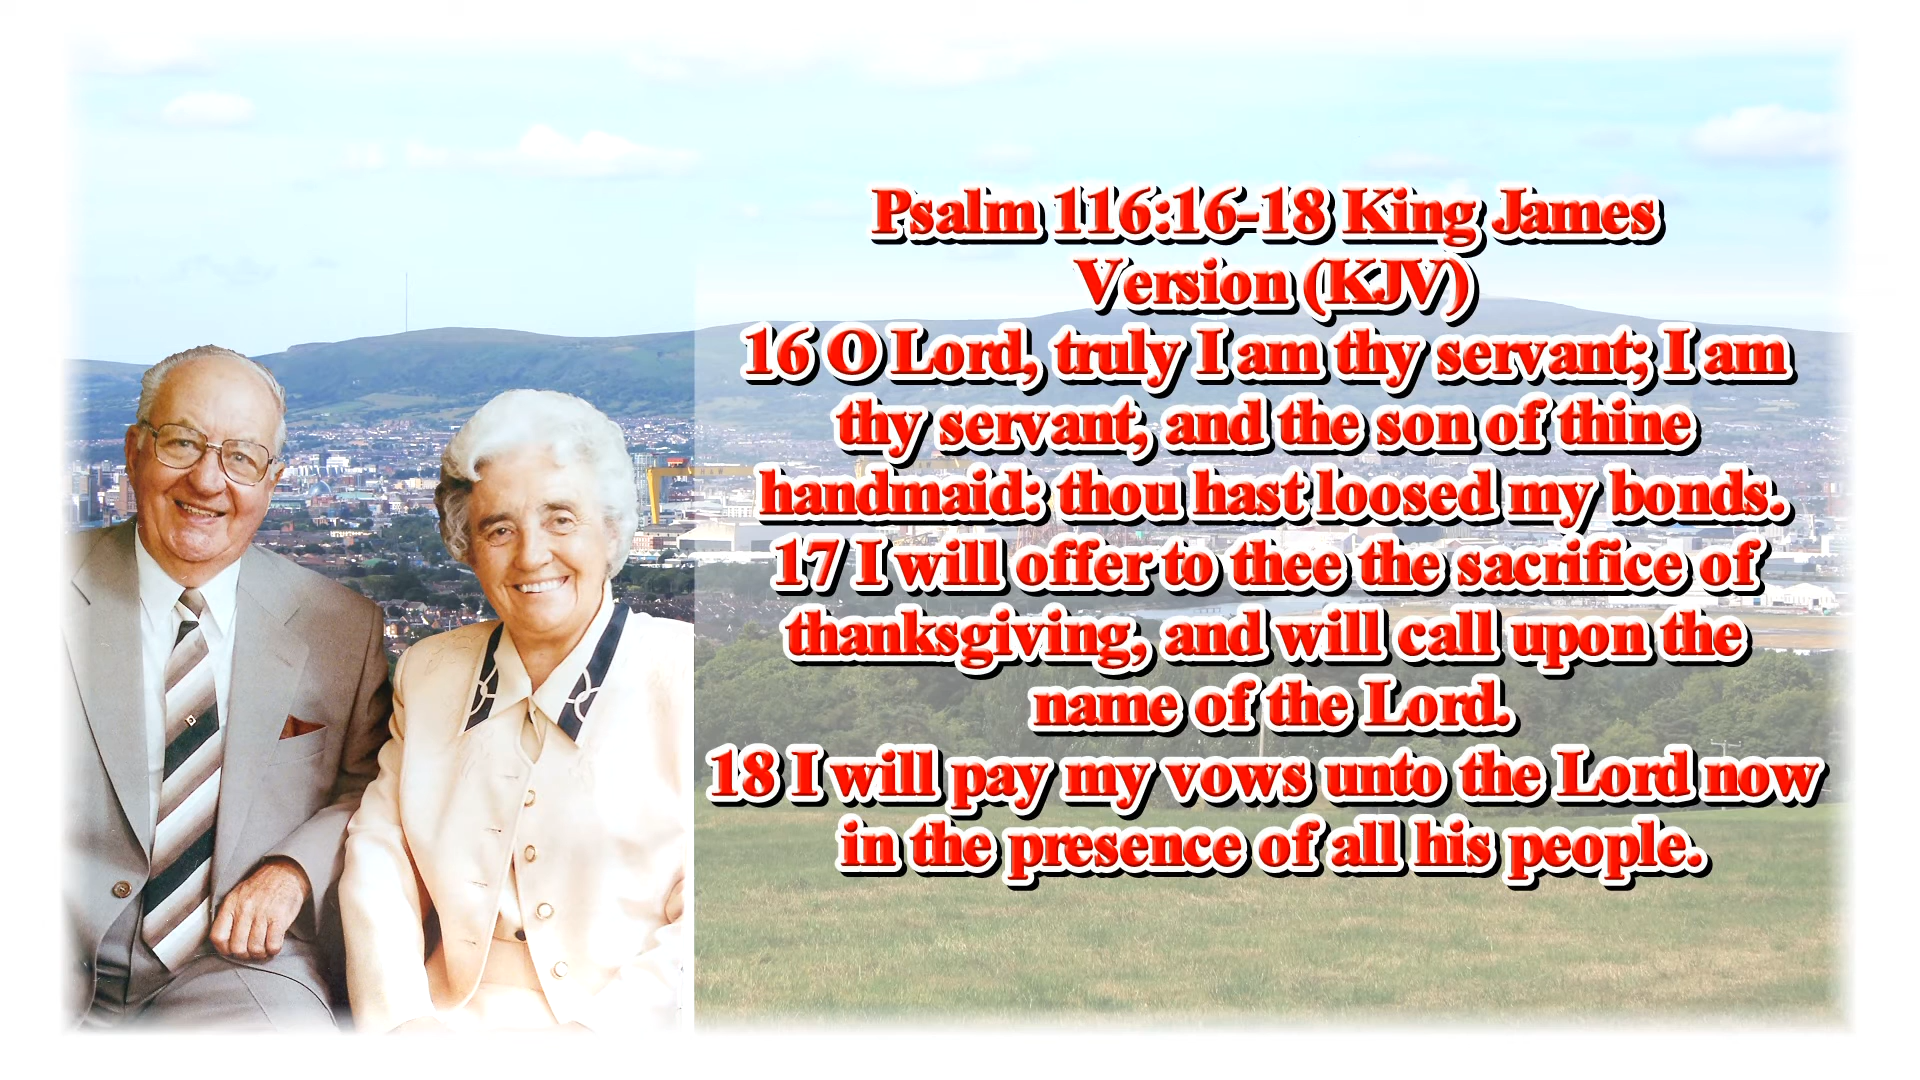 Psalm 116:16-18 King James
Version (KJV)
16 O Lord, truly I am thy servant; I am
thy servant, and the son of thine
handmaid: thou hast loosed my bonds.
17 I will offer to thee the sacrifice of
thanksgiving, and will call upon the
name of the Lord.
18 I will pay my vows unto the Lord now
in the presence of all his people.